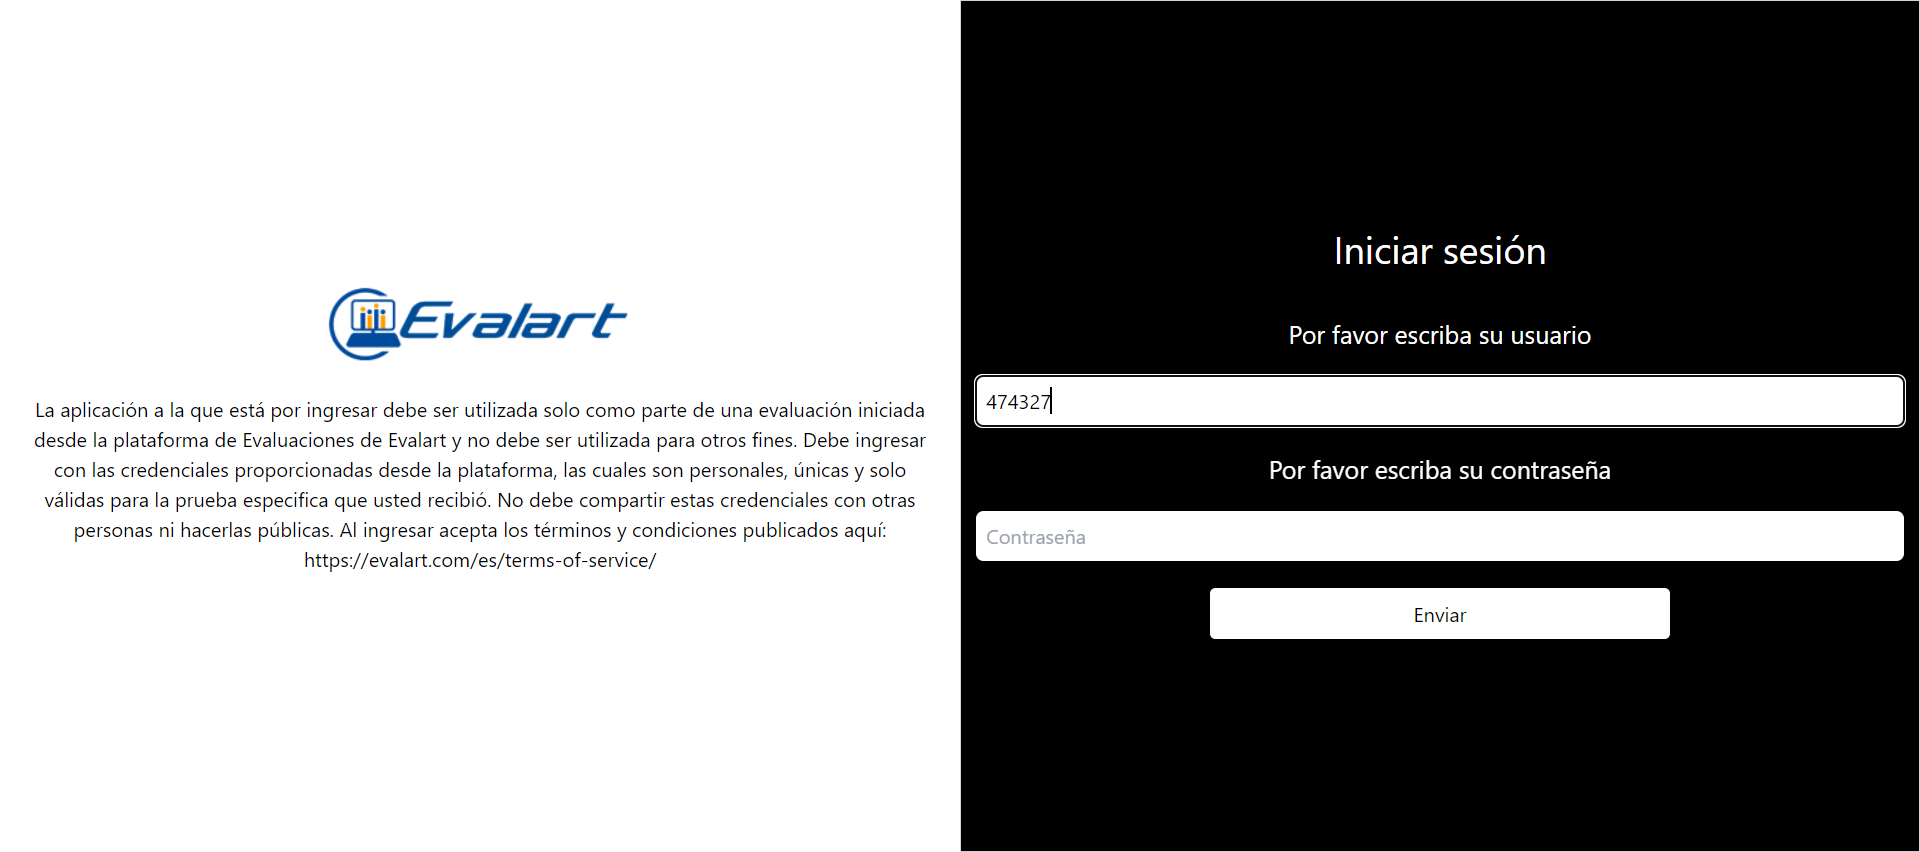 Evalart
La aplicación a la que está por ingresar debe ser utilizada solo como parte de una evaluación iniciada
desde la plataforma de Evaluaciones de Evalart y no debe ser utilizada para otros fines. Debe ingresar
con las credenciales proporcionadas desde la plataforma, las cuales son personales, únicas y solo
válidas para la prueba especifica que usted recibió. No debe compartir estas credenciales con otras
personas ni hacerlas públicas. Al ingresar acepta los términos y condiciones publicados aquí:
https://evalart.com/es/terms-of-service/
Iniciar sesión
Por favor escriba su usuario
474327
Por favor escriba su contraseña
Contraseña
Enviar